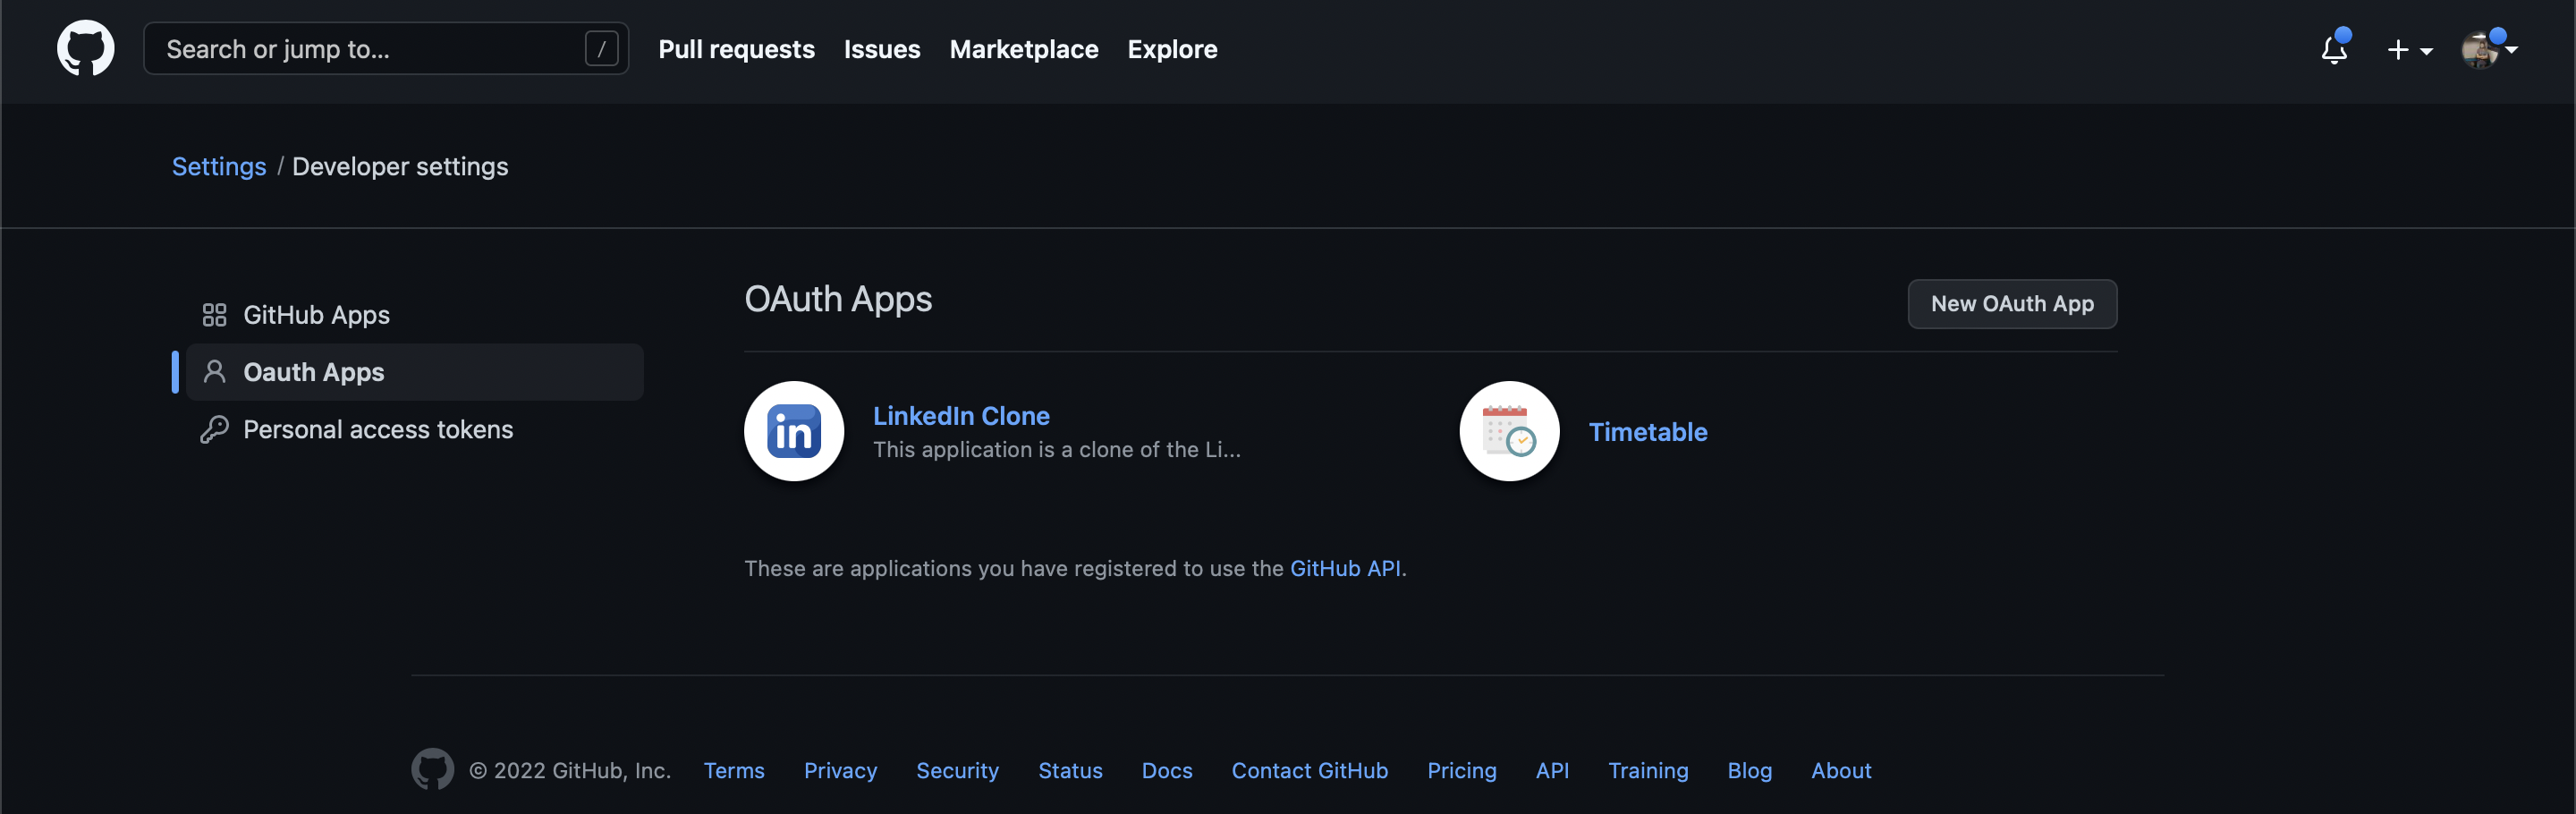 Search or jump to... /
Pull requests Issues Marketplace Explore
Settings / Developer settings
GitHub Apps
Oauth Apps
Personal access tokens
OAuth Apps
New OAuth App
in
LinkedIn Clone
This application is a clone of the Li...
Timetable
These are applications you have registered to use the GitHub API.
© 2022 GitHub, Inc. Terms Privacy Security Status Docs Contact GitHub Pricing API Training Blog About